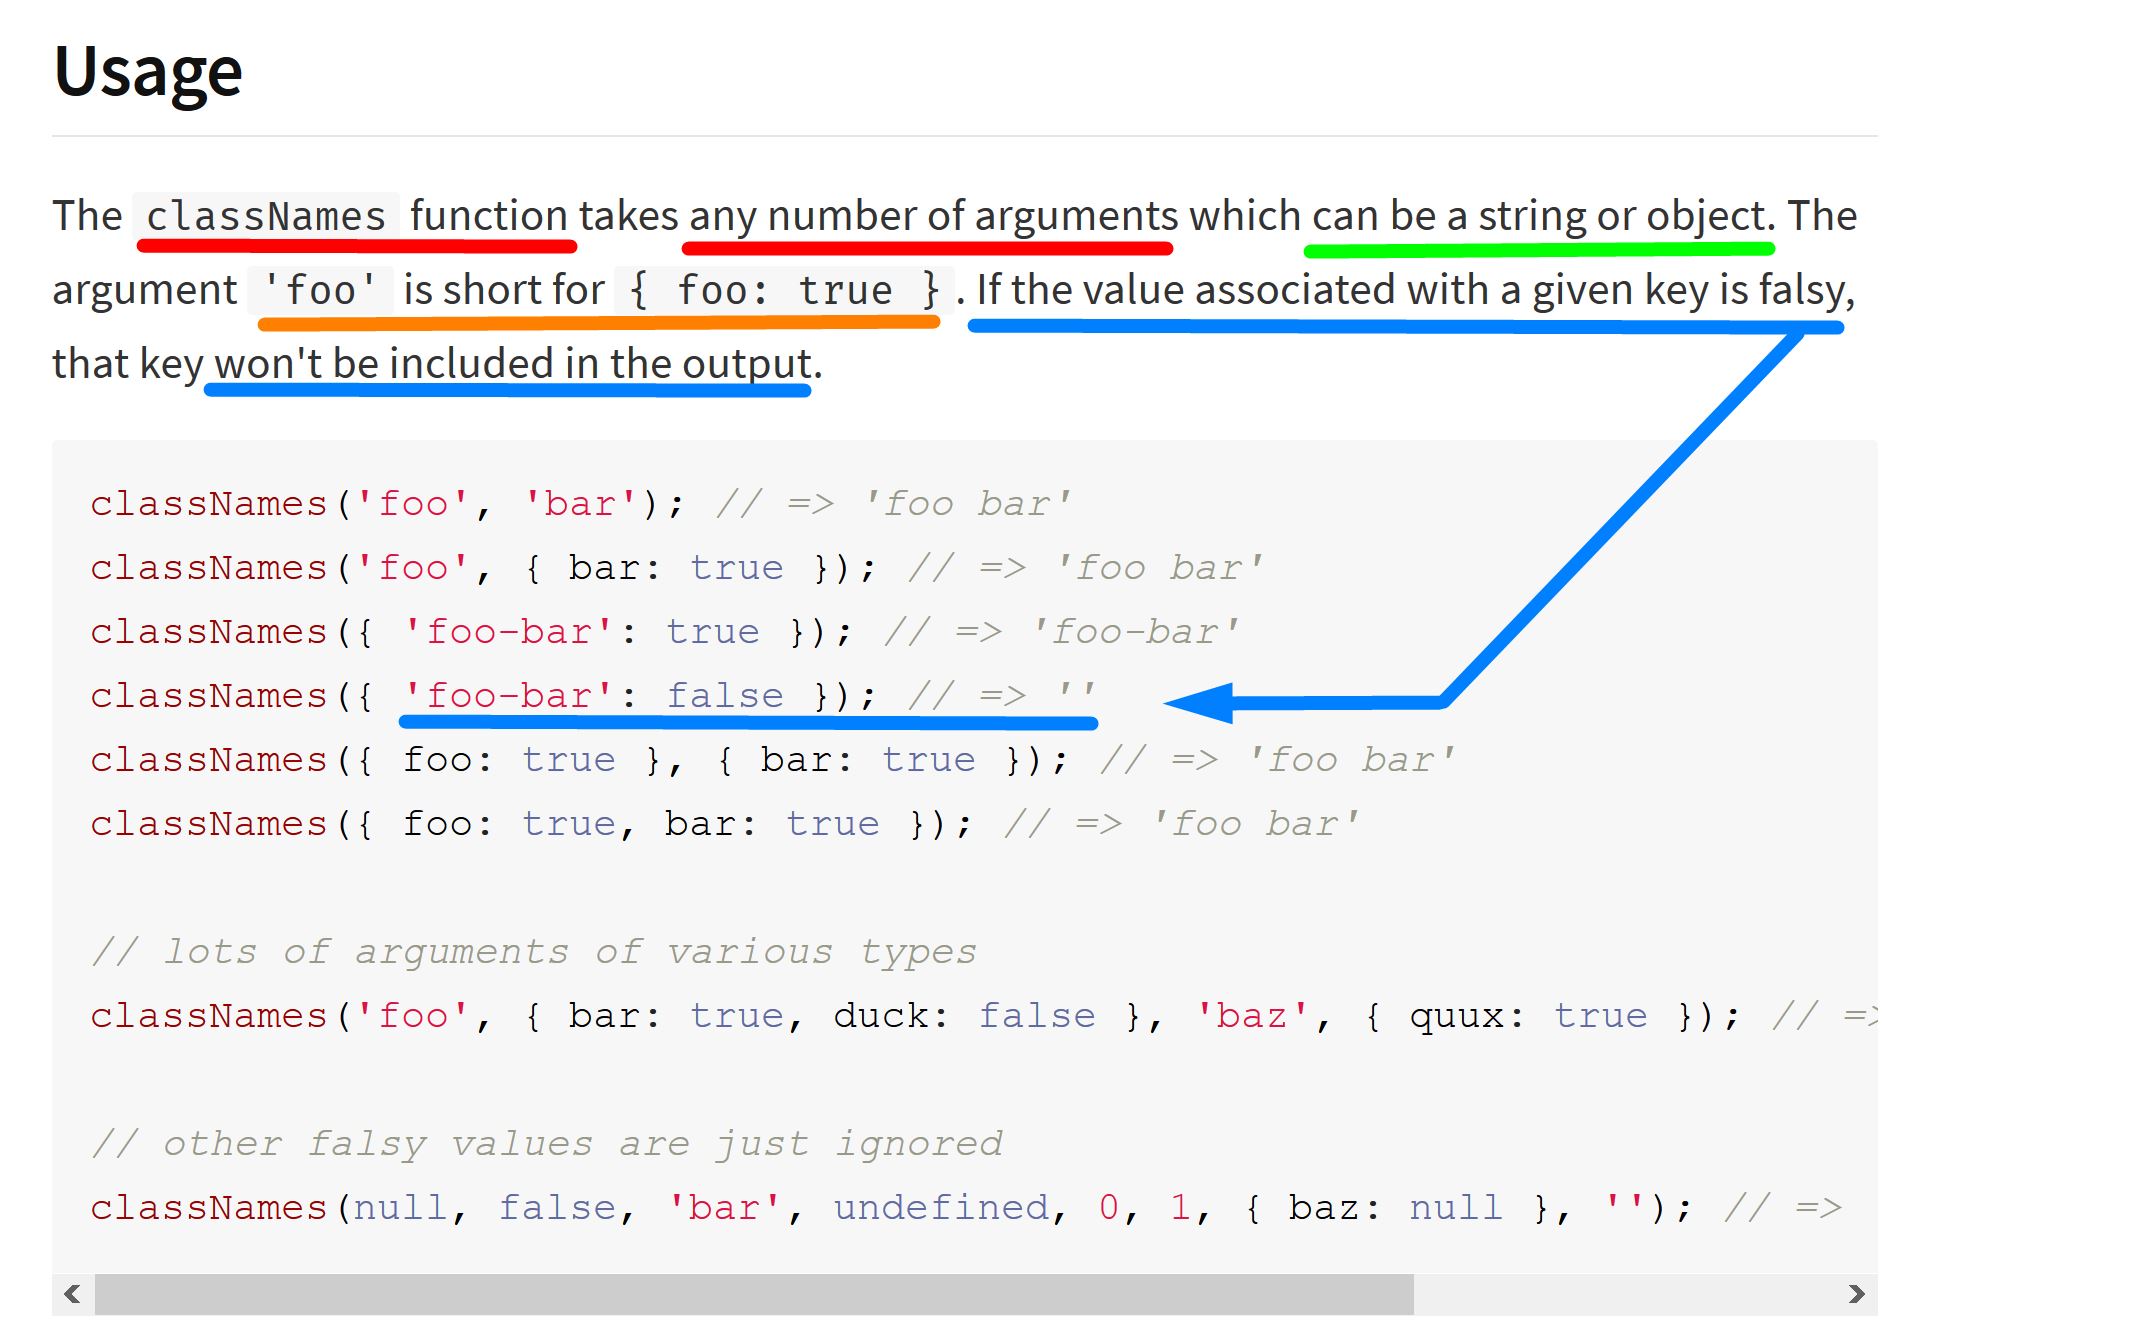 Usage
The classNames function takes any number of arguments which can be a string or object. The
argument 'foo' is short for { foo: true }. If the value associated with a given key is falsy,
that key won't be included in the output.
classNames('foo', 'bar'); // => 'foo bar'
classNames('foo', { bar: true }); // => 'foo bar'
classNames({ 'foo-bar': true }); // => 'foo-bar'
classNames({ 'foo-bar': false }); // => ''
classNames({ foo: true }, { bar: true }); // => 'foo bar'
classNames({ foo: true, bar: true }); // => 'foo bar'
// lots of arguments of various types
classNames('foo', { bar: true, duck: false }, 'baz', { quux: true }); // =>
// other falsy values are just ignored
classNames(null, false, 'bar', undefined, 0, 1, { baz: null }, ''); // =>